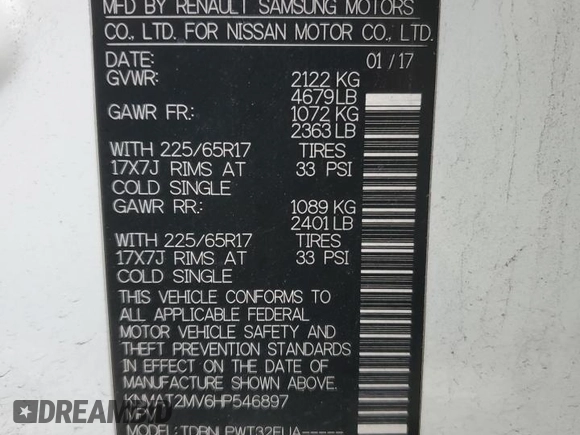 MFD BY RENAULT SAMSUNG MOTORS
CO., LTD. FOR NISSAN MOTOR CO., LTD.
DATE: 01/17
GVWR: 2122 KG
4679 LB
GAWR FR: 1072 KG
2363 LB
WITH 225/65R17 TIRES
17X7J RIMS AT 33 PSI
COLD SINGLE
GAWR RR: 1089 KG
2401 LB
WITH 225/65R17 TIRES
17X7J RIMS AT 33 PSI
COLD SINGLE
THIS VEHICLE CONFORMS TO
ALL APPLICABLE FEDERAL
MOTOR VEHICLE SAFETY AND
THEFT PREVENTION STANDARDS
IN EFFECT ON THE DATE OF
MANUFACTURE SHOWN ABOVE.
KNMAT2MV6HP546897
MODEL: TDRNLPWT32EUA-----
DIDIHAVEMYDATA.COM